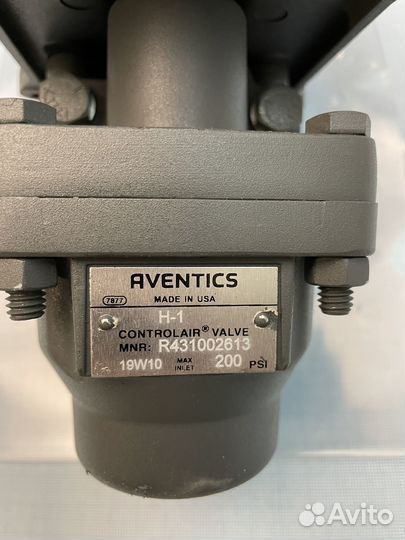 AVENTICS
7877 MADE IN USA
H-1
CONTROLAIR® VALVE
MNR: R431002613
19W10 MAX INLET 200 PSI
Avito